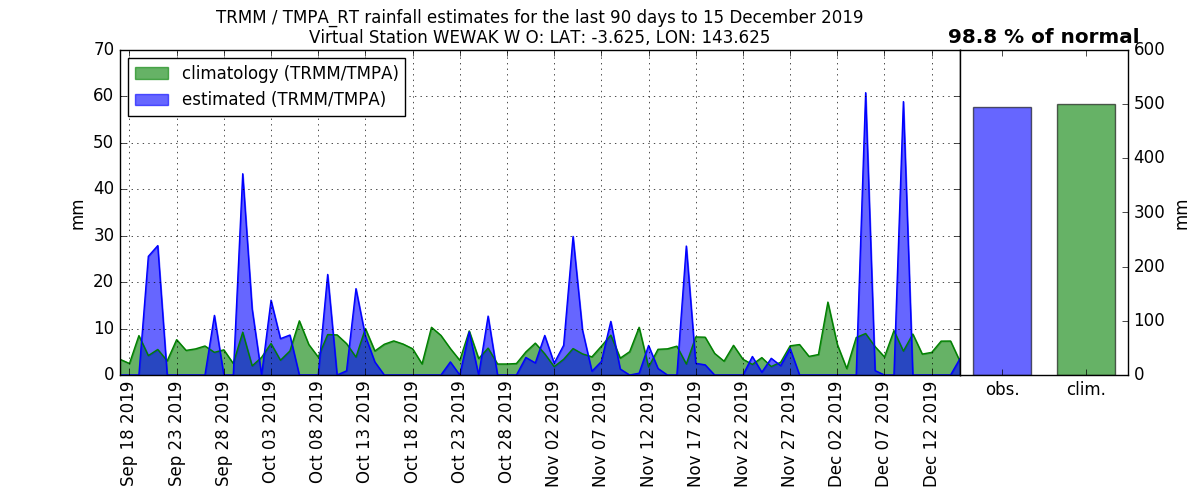 TRMM / TMPA_RT rainfall estimates for the last 90 days to 15 December 2019
Virtual Station WEWAK W O: LAT: -3.625, LON: 143.625
98.8 % of normal
climatology (TRMM/TMPA)
estimated (TRMM/TMPA)
mm
70
60
50
40
30
20
10
0
Sep 18 2019
Sep 23 2019
Sep 28 2019
Oct 03 2019
Oct 08 2019
Oct 13 2019
Oct 18 2019
Oct 23 2019
Oct 28 2019
Nov 02 2019
Nov 07 2019
Nov 12 2019
Nov 17 2019
Nov 22 2019
Nov 27 2019
Dec 02 2019
Dec 07 2019
Dec 12 2019
obs.
clim.
600
500
400
300
200
100
0
mm